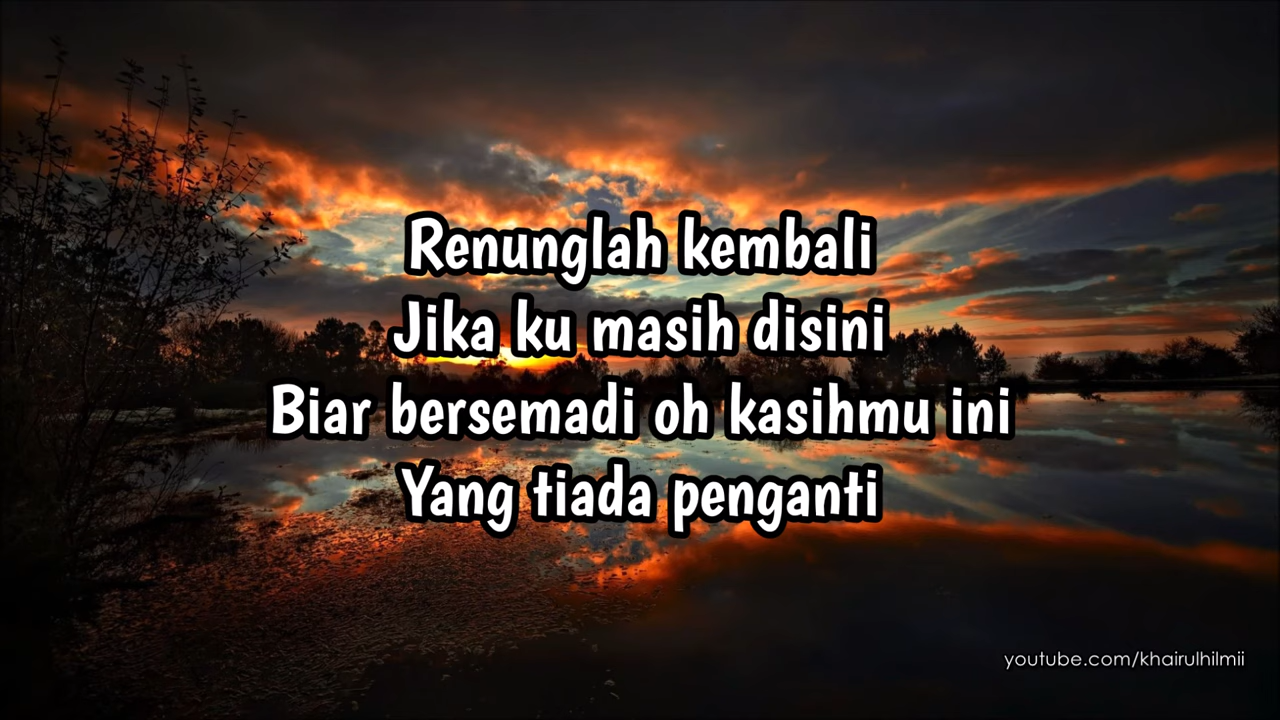 Renunglah kembali
Jika ku masih disini
Biar bersemadi oh kasihmu ini
Yang tiada penganti
youtube.com/khairulhilmii